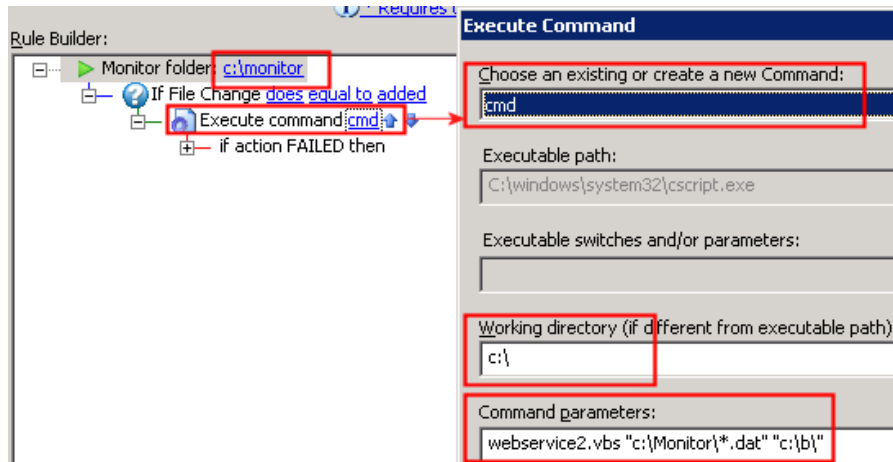 * Requires
Rule Builder:
Monitor folder: c:\monitor
If File Change does equal to added
Execute command cmd
if action FAILED then
Execute Command
Choose an existing or create a new Command:
cmd
Executable path:
C:\windows\system32\cscript.exe
Executable switches and/or parameters:
Working directory (if different from executable path)
c:\
Command parameters:
webservice2.vbs "c:\Monitor\*.dat" "c:\b\"